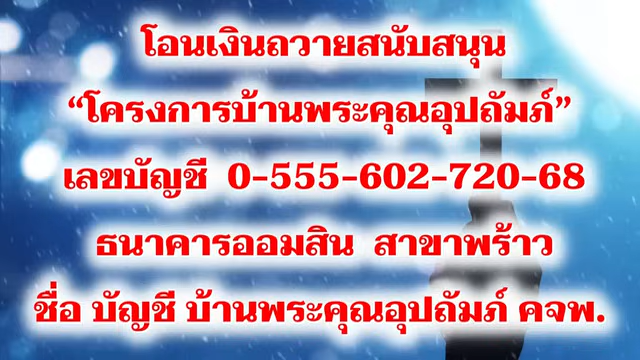 โอนเงินถวายสนับสนุน
“โครงการบ้านพระคุณอุปถัมภ์”
เลขบัญชี 0-555-602-720-68
ธนาคารออมสิน สาขาพร้าว
ชื่อ บัญชี บ้านพระคุณอุปถัมภ์ คจพ.